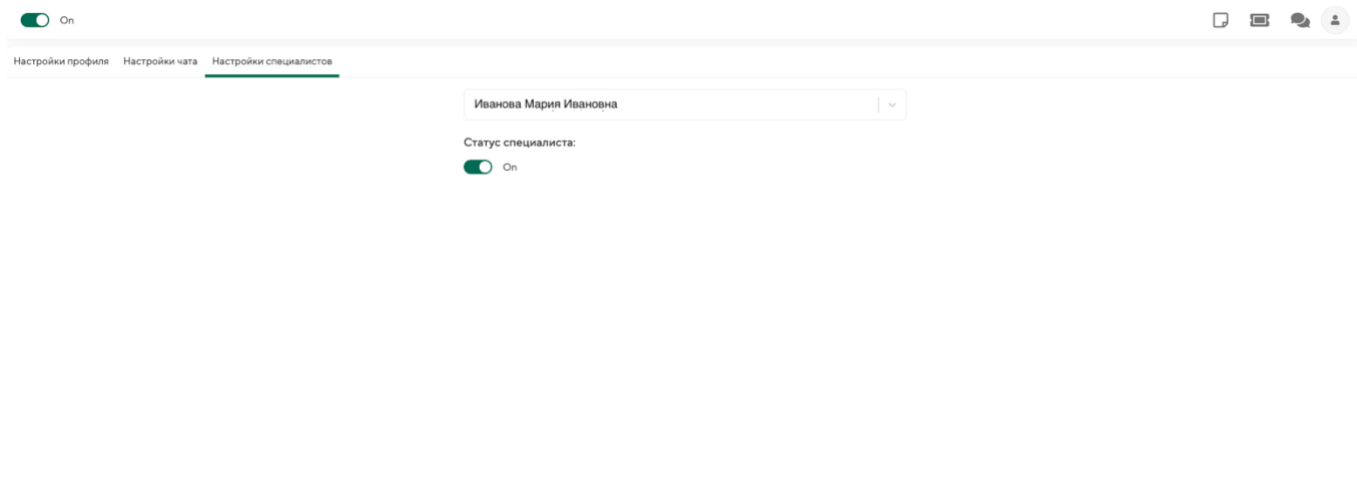 On
Настройки профиля Настройки чата Настройки специалистов
Иванова Мария Ивановна
Статус специалиста:
On